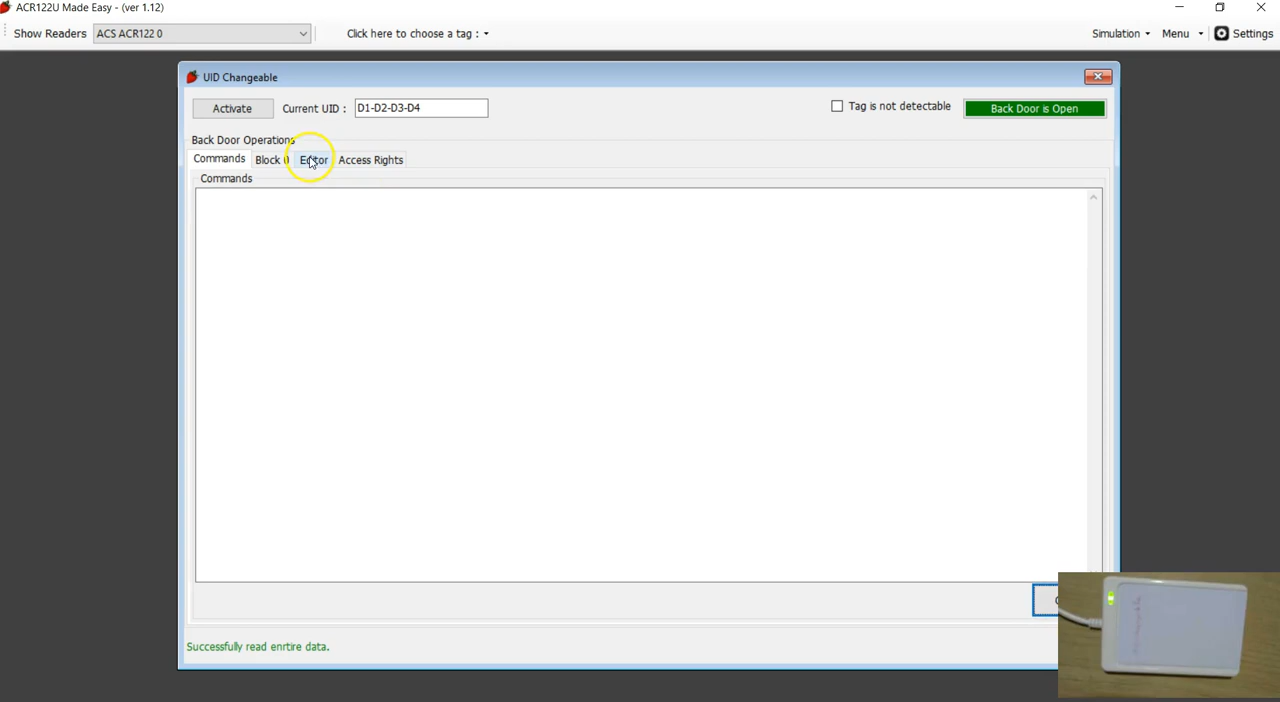 ACR122U Made Easy - (ver 1.12)
Show Readers ACS ACR122 0 Click here to choose a tag : Simulation Menu Settings
UID Changeable
Activate Current UID : D1-D2-D3-D4 Tag is not detectable Back Door is Open
Back Door Operations
Commands Block Editor Access Rights
Commands
Successfully read enrtire data.